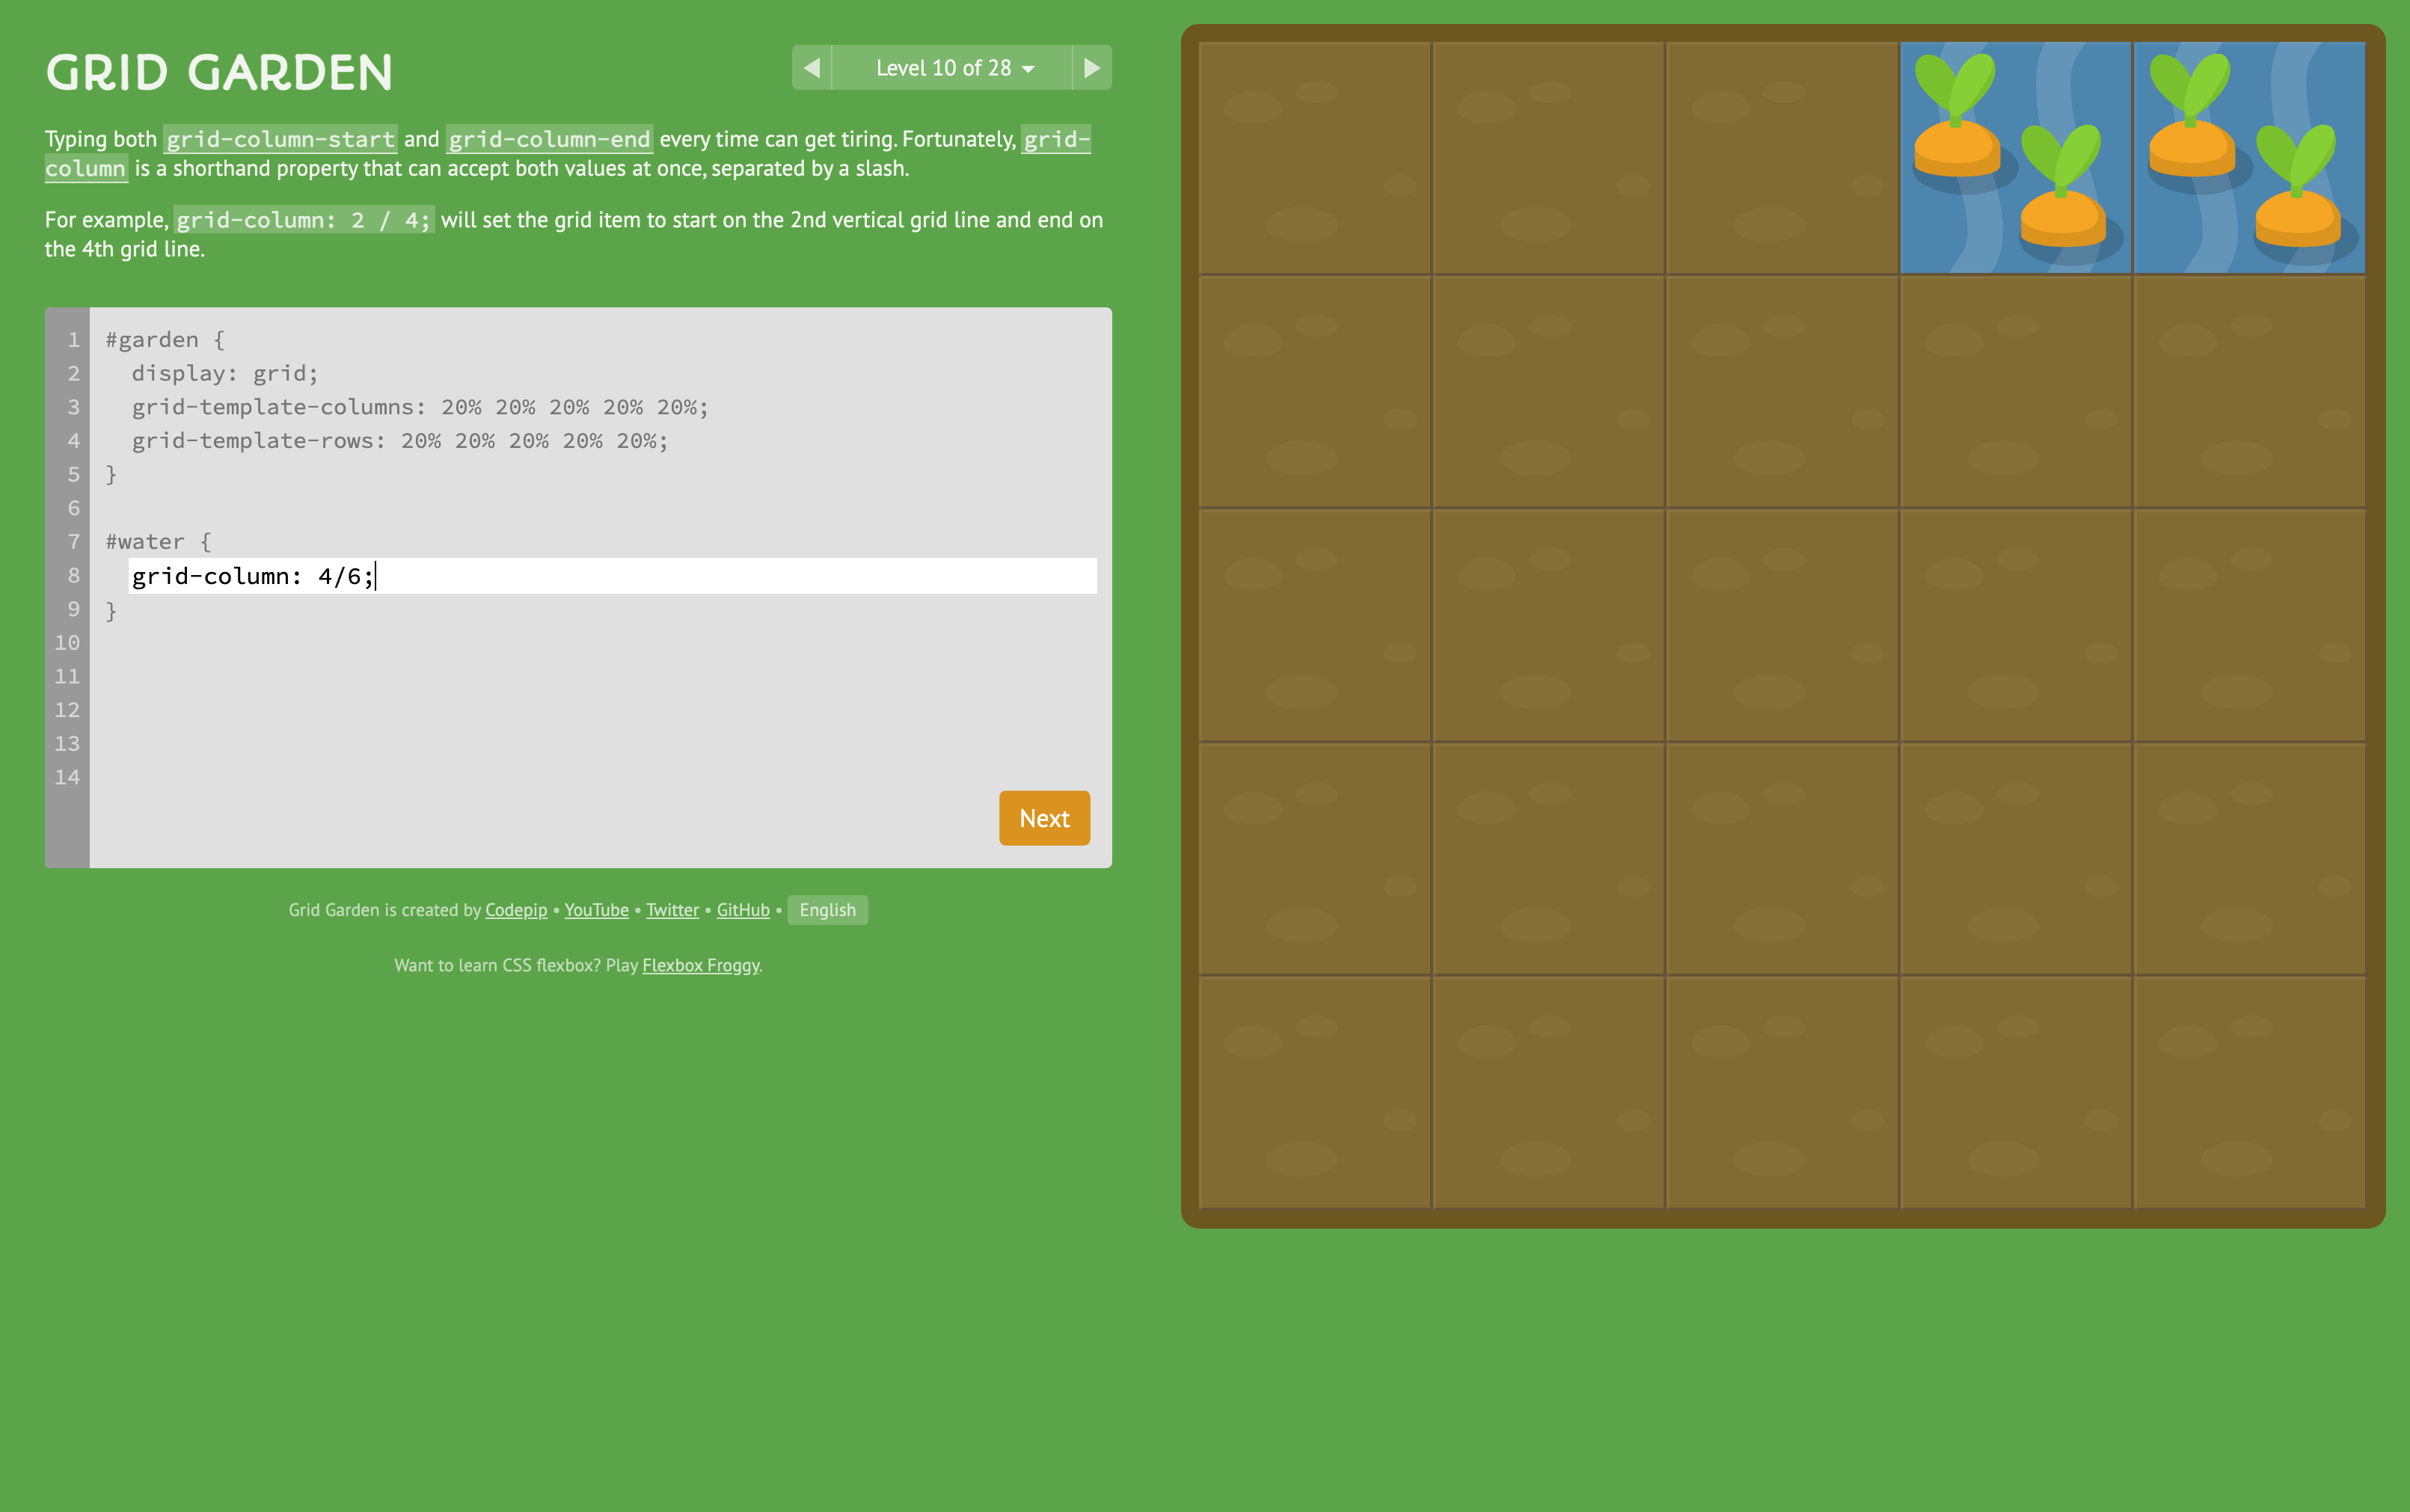 GRID GARDEN
Level 10 of 28
Typing both grid-column-start and grid-column-end every time can get tiring. Fortunately, grid-
column is a shorthand property that can accept both values at once, separated by a slash.
For example, grid-column: 2 / 4; will set the grid item to start on the 2nd vertical grid line and end on
the 4th grid line.
1 #garden {
2 display: grid;
3 grid-template-columns: 20% 20% 20% 20% 20%;
4 grid-template-rows: 20% 20% 20% 20% 20%;
5 }
6
7 #water {
8 grid-column: 4/6;
9 }
10
11
12
13
14
Next
Grid Garden is created by Codepip • YouTube • Twitter • GitHub • English
Want to learn CSS flexbox? Play Flexbox Froggy.